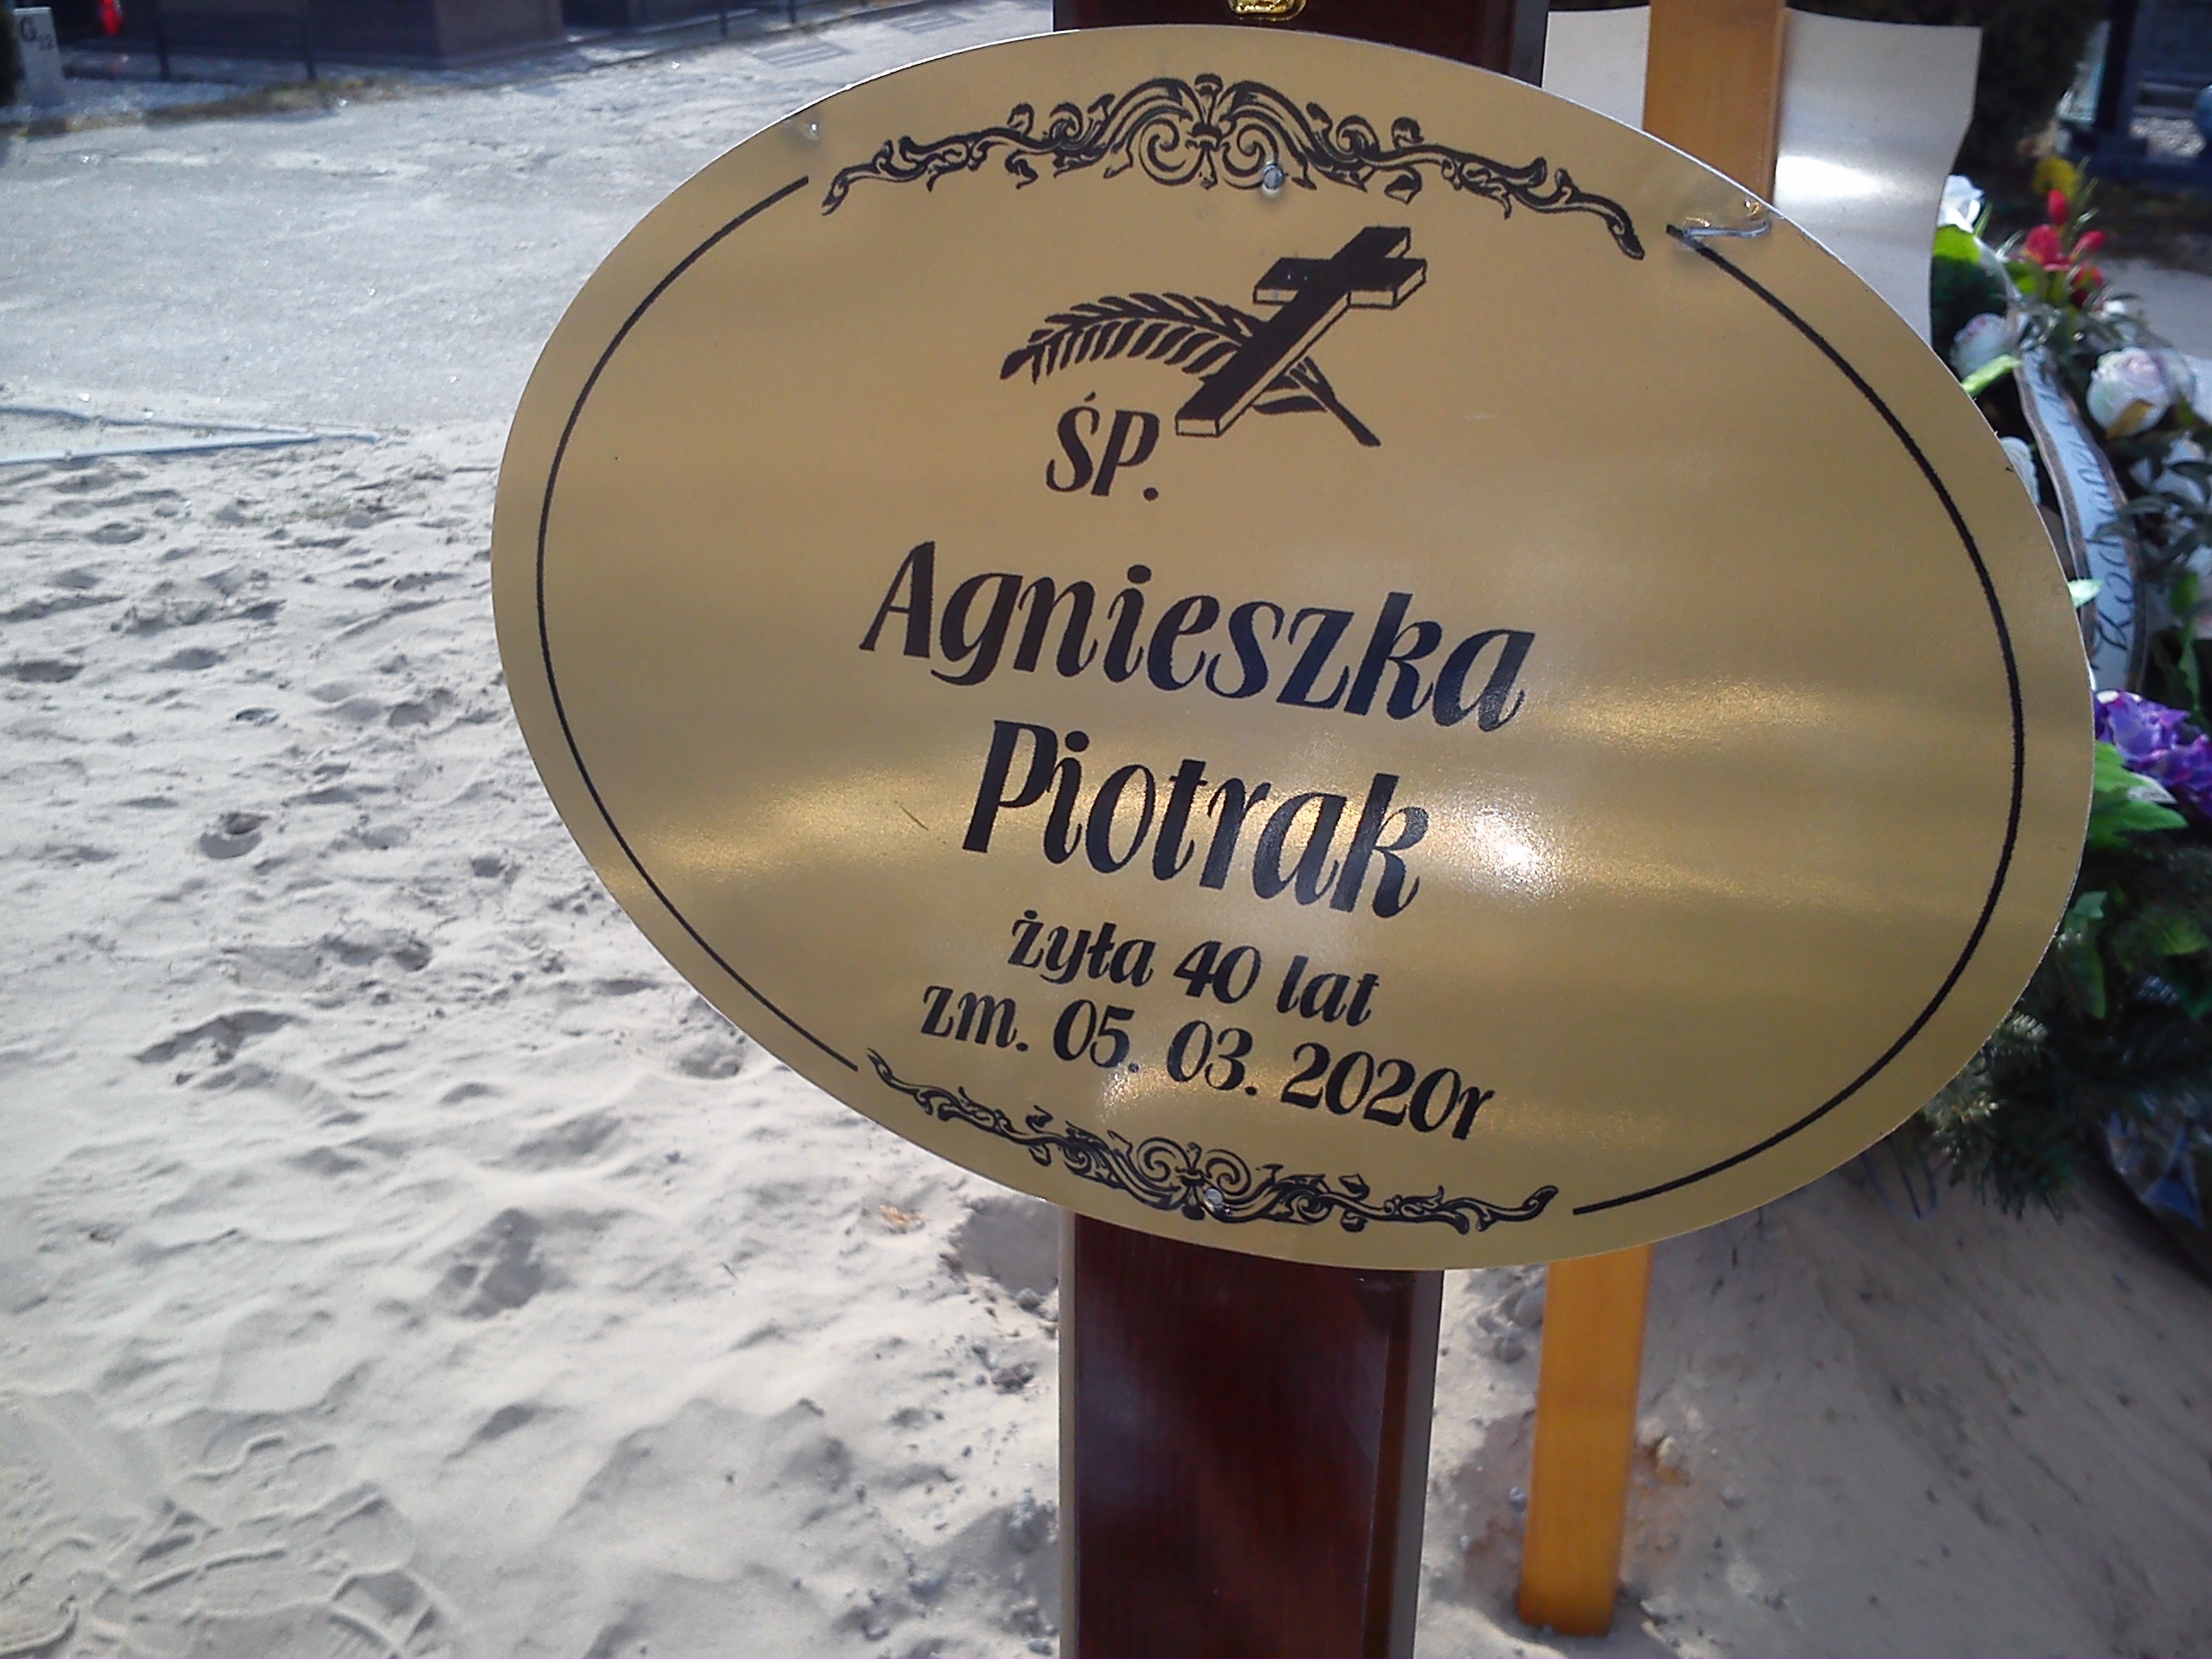 ŚP.
Agnieszka
Piotrak
żyła 40 lat
zm. 05. 03. 2020r